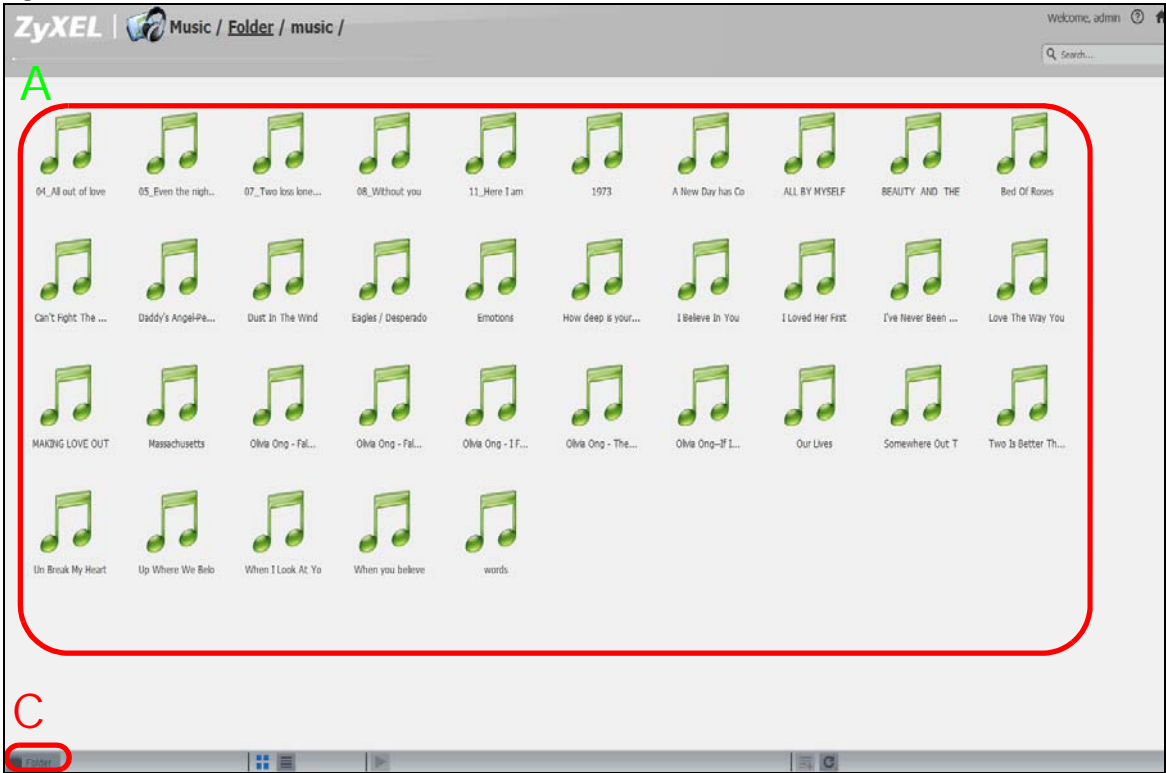 ZyXEL
Music / Folder / music /
Welcome, admin
Search...
A
04_All out of love 05_Even the nigh... 07_Two loss lone... 08_Without you 11_Here I am 1973 A New Day has Co ALL BY MYSELF BEAUTY AND THE Bed Of Roses
Can't Fight The ... Daddy's Angel-Pe... Dust In The Wind Eagles / Desperado Emotions How deep is your... I Believe In You I Loved Her First I've Never Been ... Love The Way You
MAKING LOVE OUT Massachusetts Olivia Ong - Fal... Olivia Ong - Fal... Olivia Ong - I F... Olivia Ong - The... Olivia Ong--If I... Our Lives Somewhere Out T Two Is Better Th...
Un Break My Heart Up Where We Belo When I Look At Yo When you believe words
C
Folder